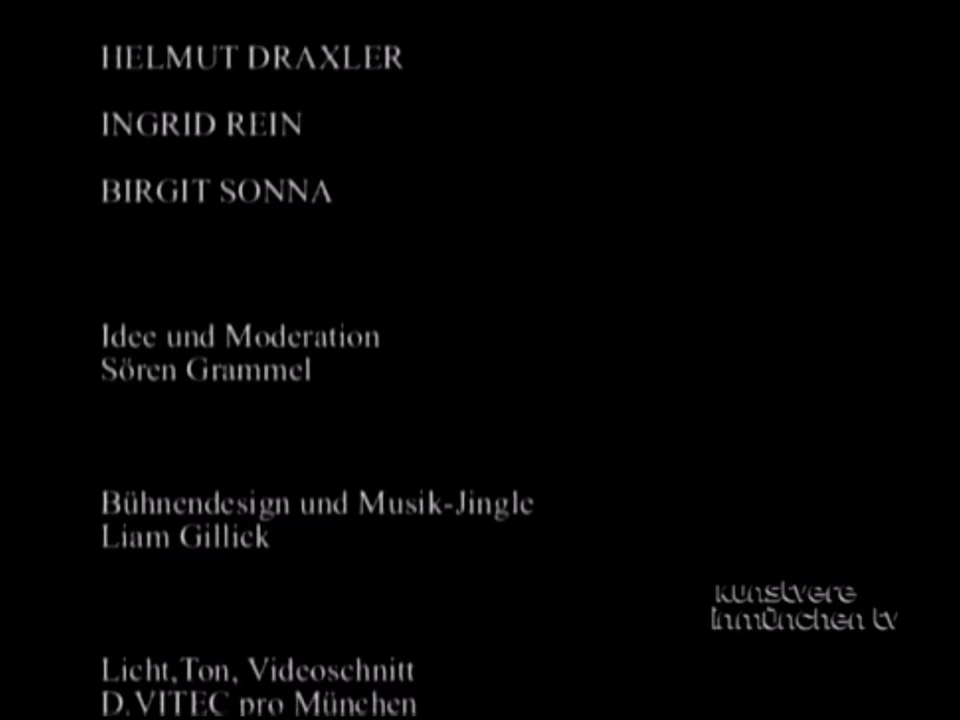 HELMUT DRAXLER
INGRID REIN
BIRGIT SONNA
Idee und Moderation
Sören Grammel
Bühnendesign und Musik-Jingle
Liam Gillick
kunstvere
inmünchen tv
Licht,Ton, Videoschnitt
D.VITEC pro München